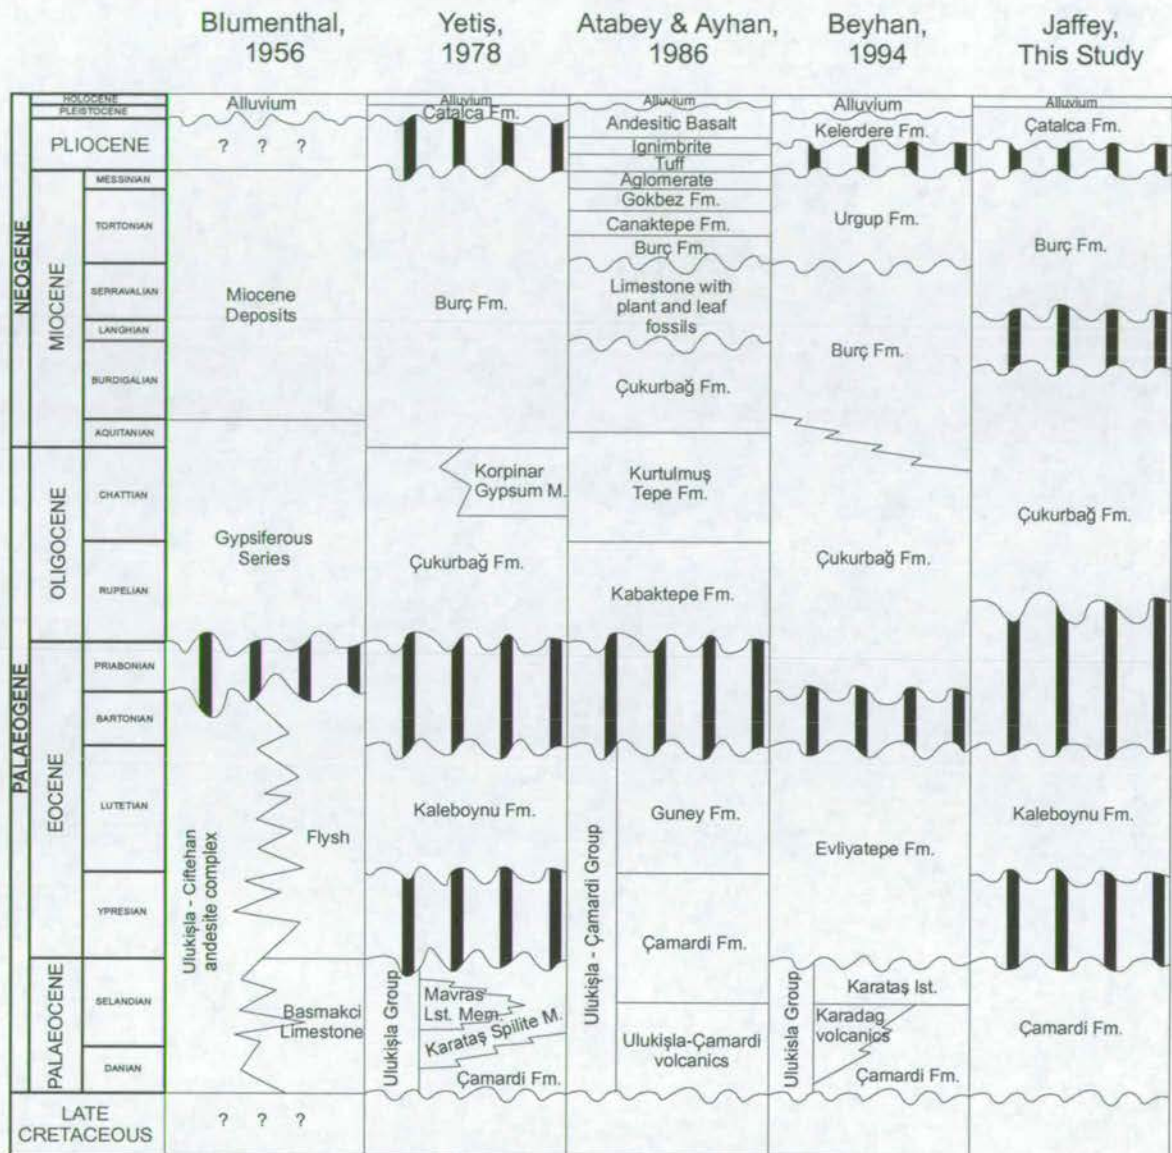 Blumenthal,
1956
Yetiş,
1978
Atabey & Ayhan,
1986
Beyhan,
1994
Jaffey,
This Study
NEOGENE
PALAEOGENE
HOLOCENE
PLEISTOCENE
PLIOCENE
MIOCENE
MESSINIAN
TORTONIAN
SERRAVALIAN
LANGHIAN
BURDIGALIAN
AQUITANIAN
OLIGOCENE
CHATTIAN
RUPELIAN
EOCENE
PRIABONIAN
BARTONIAN
LUTETIAN
YPRESIAN
PALAEOCENE
SELANDIAN
DANIAN
LATE
CRETACEOUS
Alluvium
? ? ?
Miocene
Deposits
Gypsiferous
Series
Ulukışla - Ciftehan
andesite complex
Flysh
Basmakci
Limestone
? ? ?
Alluvium
Catalca Fm.
Burç Fm.
Korpinar
Gypsum M.
Çukurbağ Fm.
Kaleboynu Fm.
Ulukışla Group
Mavras
Lst. Mem.
Karataş Spilite M.
Çamardi Fm.
Alluvium
Andesitic Basalt
Ignimbrite
Tuff
Aglomerate
Gokbez Fm.
Canaktepe Fm.
Burç Fm.
Limestone with
plant and leaf
fossils
Çukurbağ Fm.
Kurtulmuş
Tepe Fm.
Kabaktepe Fm.
Ulukışla - Çamardi Group
Guney Fm.
Çamardi Fm.
Ulukışla-Çamardi
volcanics
Alluvium
Kelerdere Fm.
Urgup Fm.
Burç Fm.
Çukurbağ Fm.
Evliyatepe Fm.
Ulukisla Group
Karataş lst.
Karadag
volcanics
Çamardi Fm.
Alluvium
Çatalca Fm.
Burç Fm.
Çukurbağ Fm.
Kaleboynu Fm.
Çamardi Fm.